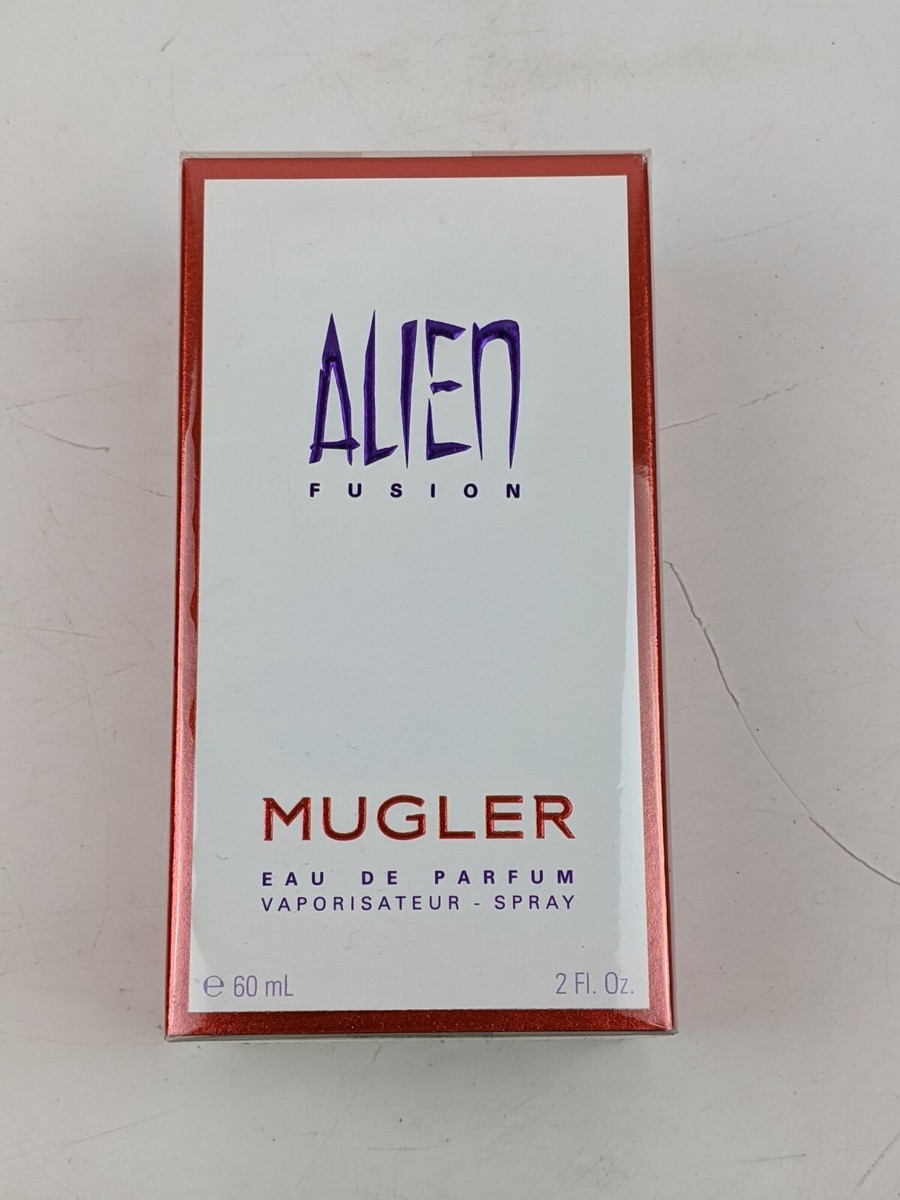 ALIEN
FUSION
MUGLER
EAU DE PARFUM
VAPORISATEUR - SPRAY
℮ 60 mL 2 Fl. Oz.